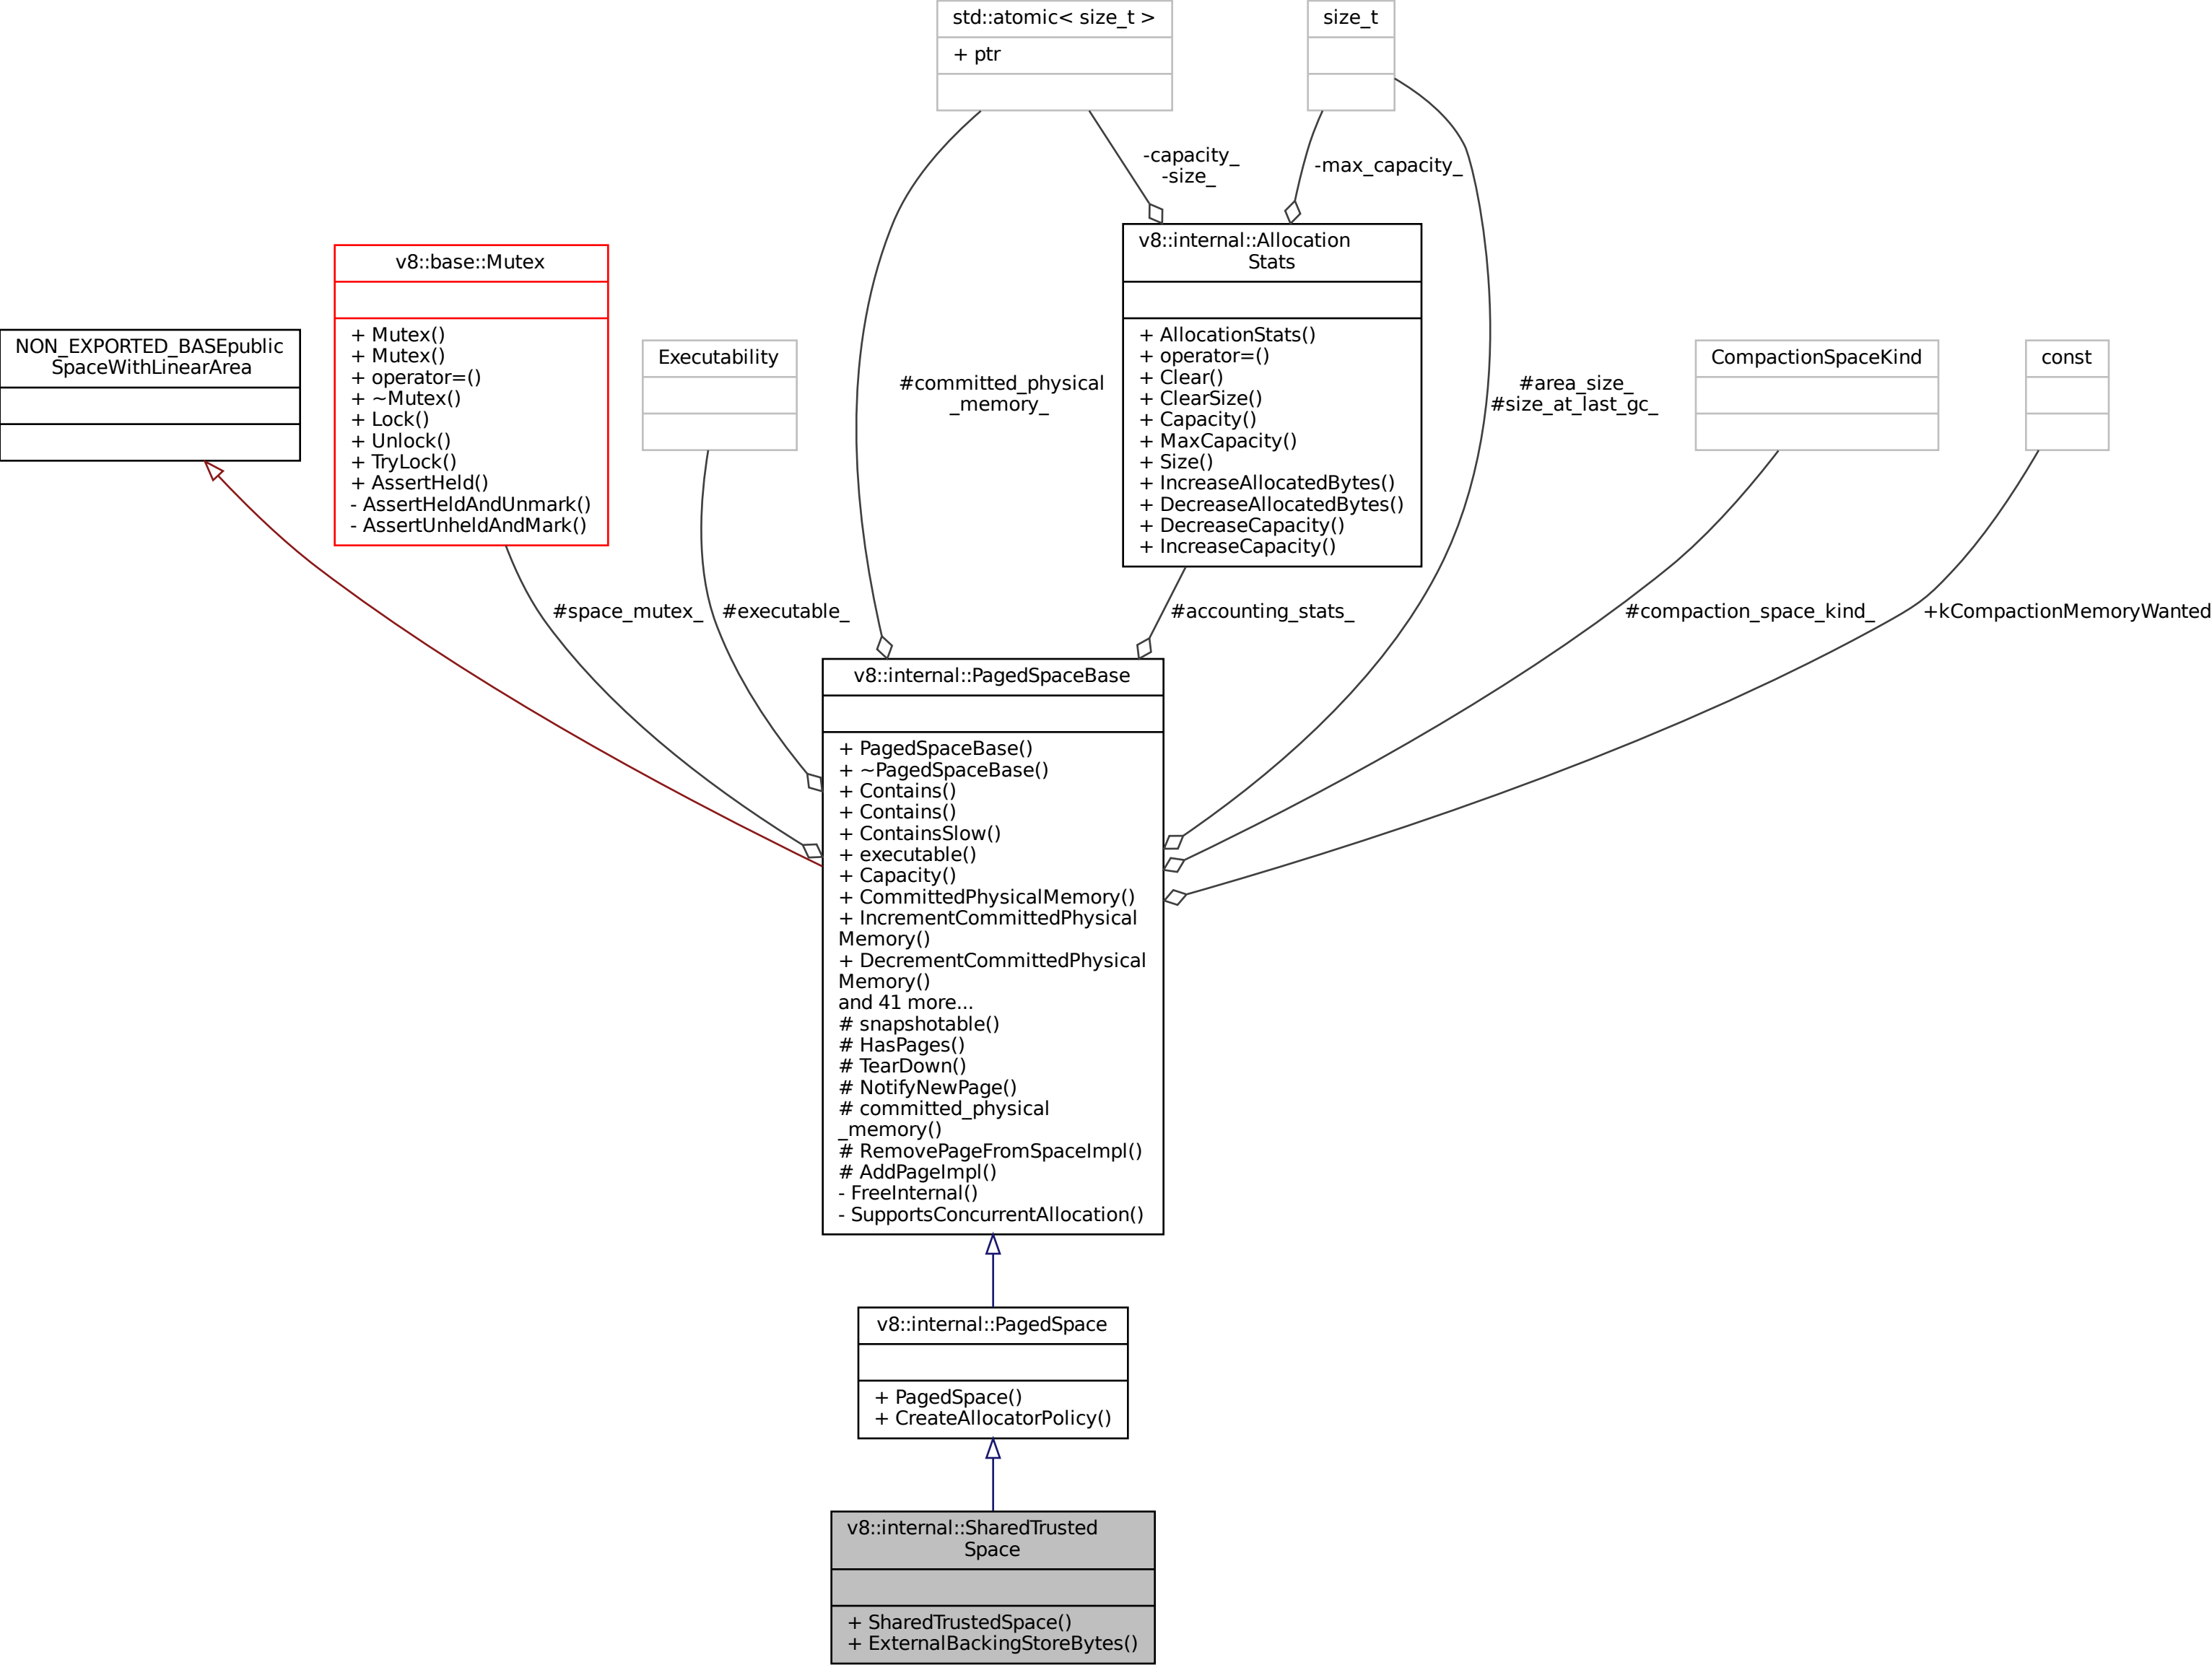 std::atomic< size_t >
+ ptr
size_t
-capacity_
-size_
-max_capacity_
v8::internal::Allocation
Stats
+ AllocationStats()
+ operator=()
+ Clear()
+ ClearSize()
+ Capacity()
+ MaxCapacity()
+ Size()
+ IncreaseAllocatedBytes()
+ DecreaseAllocatedBytes()
+ DecreaseCapacity()
+ IncreaseCapacity()
v8::base::Mutex
+ Mutex()
+ Mutex()
+ operator=()
+ ~Mutex()
+ Lock()
+ Unlock()
+ TryLock()
+ AssertHeld()
- AssertHeldAndUnmark()
- AssertUnheldAndMark()
NON_EXPORTED_BASEpublic
SpaceWithLinearArea
Executability
#committed_physical
_memory_
#area_size_
#size_at_last_gc_
CompactionSpaceKind
const
#space_mutex_
#executable_
#accounting_stats_
#compaction_space_kind_
+kCompactionMemoryWanted
v8::internal::PagedSpaceBase
+ PagedSpaceBase()
+ ~PagedSpaceBase()
+ Contains()
+ Contains()
+ ContainsSlow()
+ executable()
+ Capacity()
+ CommittedPhysicalMemory()
+ IncrementCommittedPhysical
Memory()
+ DecrementCommittedPhysical
Memory()
and 41 more...
# snapshotable()
# HasPages()
# TearDown()
# NotifyNewPage()
# committed_physical
_memory()
# RemovePageFromSpaceImpl()
# AddPageImpl()
- FreeInternal()
- SupportsConcurrentAllocation()
v8::internal::PagedSpace
+ PagedSpace()
+ CreateAllocatorPolicy()
v8::internal::SharedTrusted
Space
+ SharedTrustedSpace()
+ ExternalBackingStoreBytes()